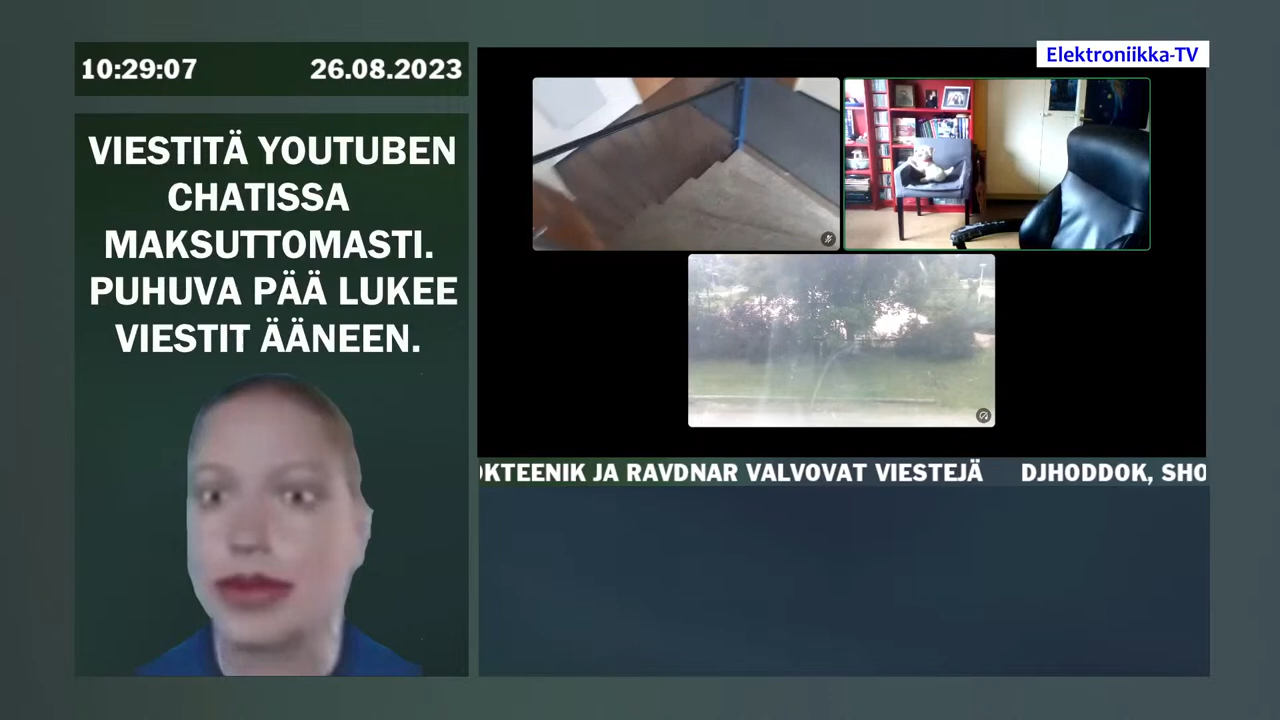 10:29:07 26.08.2023
VIESTITÄ YOUTUBEN
CHATISSA
MAKSUTTOMASTI.
PUHUVA PÄÄ LUKEE
VIESTIT ÄÄNEEN.
Elektroniikka-TV
OKTEENIK JA RAVDNAR VALVOVAT VIESTEJÄ DJHODDOK, SHO